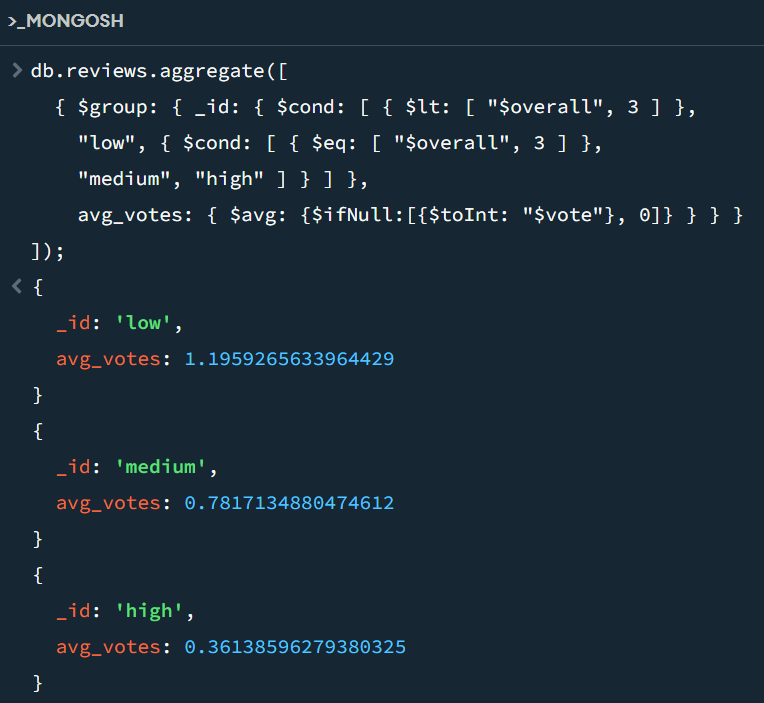 >_MONGOSH
> db.reviews.aggregate([
{ $group: { _id: { $cond: [ { $lt: [ "$overall", 3 ] },
"low", { $cond: [ { $eq: [ "$overall", 3 ] },
"medium", "high" ] } ] },
avg_votes: { $avg: {$ifNull:[{$toInt: "$vote"}, 0]} } } }
]);
< {
_id: 'low',
avg_votes: 1.1959265633964429
}
{
_id: 'medium',
avg_votes: 0.7817134880474612
}
{
_id: 'high',
avg_votes: 0.36138596279380325
}